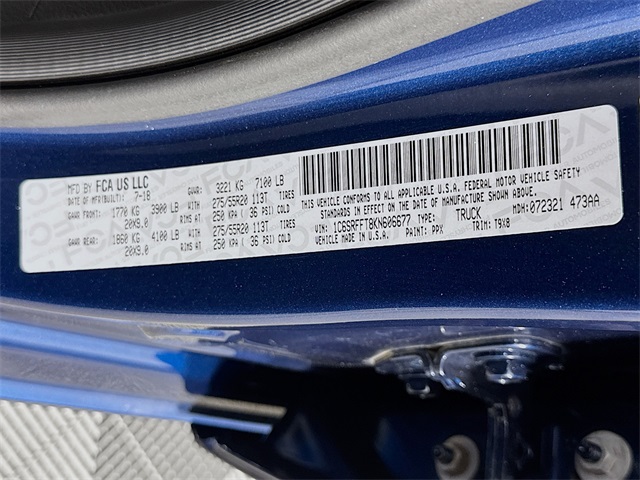 MFD BY FCA US LLC
DATE OF MFR(BUILT): 7-18 GVWR: 3221 KG 7100 LB
GAWR FRONT: 1770 KG 3900 LB WITH 275/55R20 113T TIRES
20X9.0 RIMS AT 250 KPA ( 36 PSI) COLD
GAWR REAR: 1860 KG 4100 LB WITH 275/55R20 113T TIRES
20X9.0 RIMS AT 250 KPA ( 36 PSI) COLD
THIS VEHICLE CONFORMS TO ALL APPLICABLE U.S.A. FEDERAL MOTOR VEHICLE SAFETY
STANDARDS IN EFFECT ON THE DATE OF MANUFACTURE SHOWN ABOVE.
VIN: 1C6SRFFT8KN606677 TYPE: TRUCK MDH: 072321 473AA
MADE IN U.S.A. PAINT: PPX TRIM: T9X8